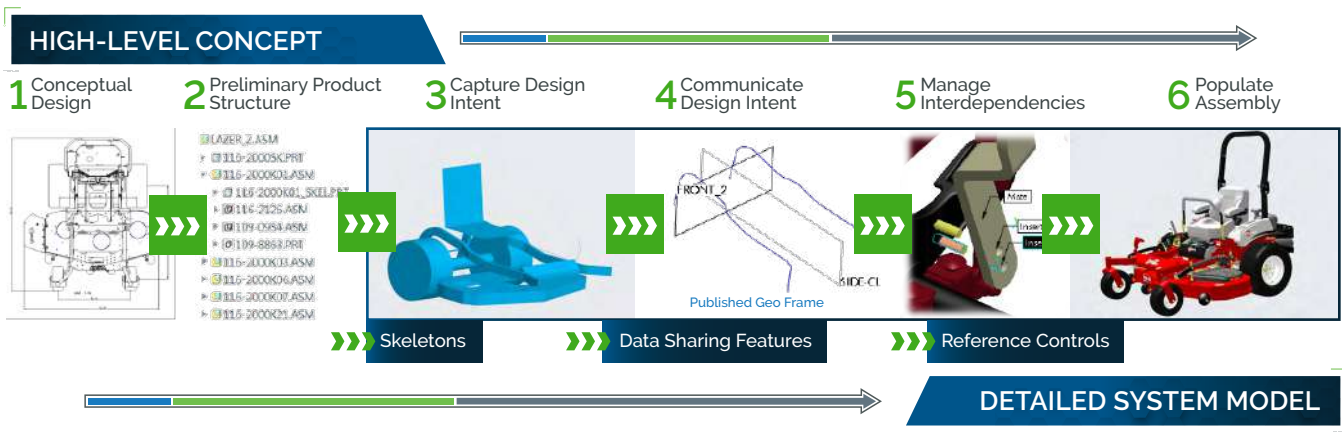 HIGH-LEVEL CONCEPT
1 Conceptual
Design
2 Preliminary Product
Structure
3 Capture Design
Intent
4 Communicate
Design Intent
5 Manage
Interdependencies
6 Populate
Assembly
LAZER_Z.ASM
116-2000SK.PRT
116-2000K01.ASM
116-2000K01_SKEL.PRT
116-2126.ASM
109-0984.ASM
109-8863.PRT
116-2000K03.ASM
116-2000K06.ASM
116-2000K07.ASM
116-2000K21.ASM
FRONT_2
SIDE-CL
Published Geo Frame
Mate
Skeletons
Data Sharing Features
Reference Controls
DETAILED SYSTEM MODEL